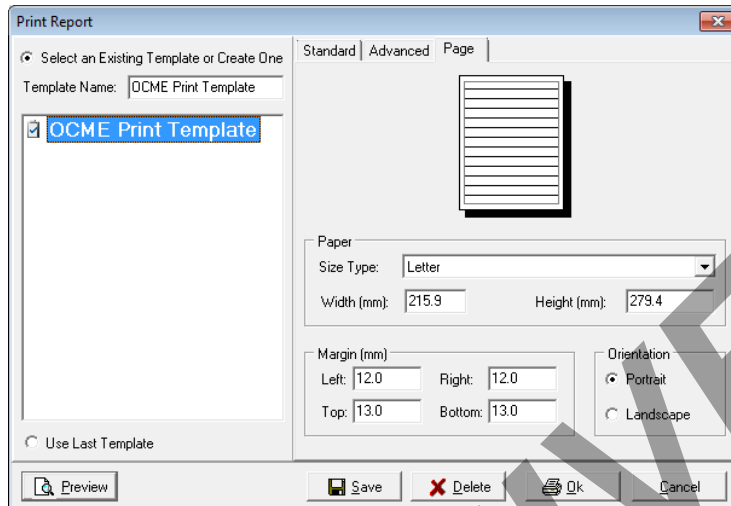 Print Report
Select an Existing Template or Create One
Template Name: OCME Print Template
OCME Print Template
Use Last Template
Standard Advanced Page
Paper
Size Type: Letter
Width (mm): 215.9 Height (mm): 279.4
Margin (mm)
Left: 12.0 Right: 12.0
Top: 13.0 Bottom: 13.0
Orientation
Portrait
Landscape
Preview Save Delete Ok Cancel